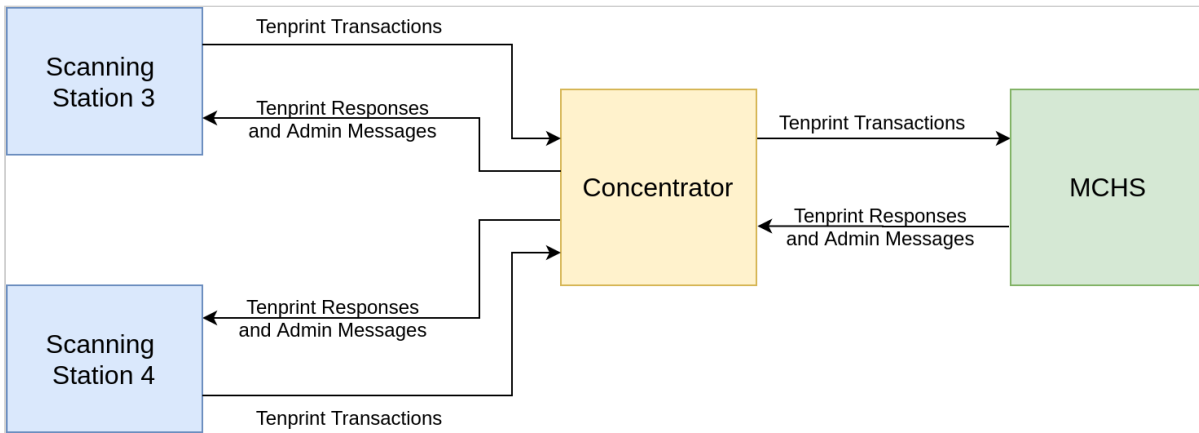 Tenprint Transactions
Scanning
Station 3
Tenprint Responses
and Admin Messages
Concentrator
Tenprint Transactions
MCHS
Tenprint Responses
and Admin Messages
Tenprint Responses
and Admin Messages
Scanning
Station 4
Tenprint Transactions